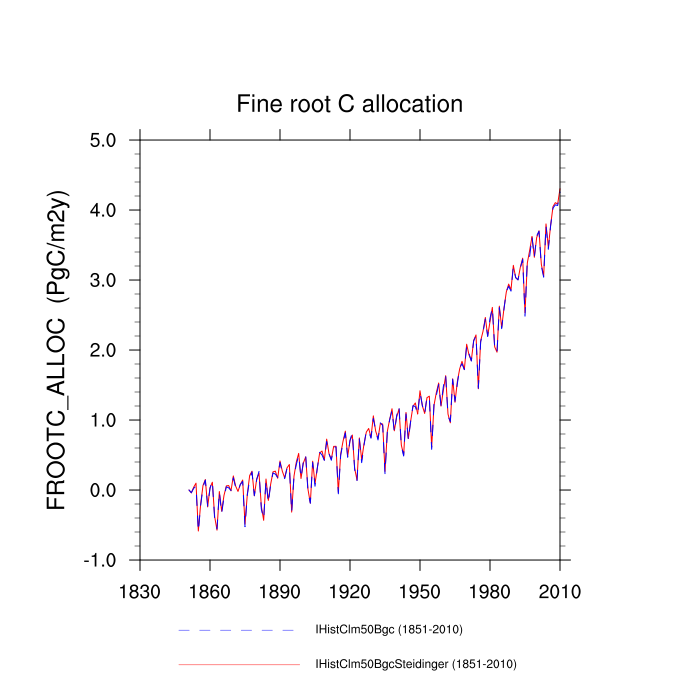 Fine root C allocation
FROOTC_ALLOC (PgC/m2y)
5.0
4.0
3.0
2.0
1.0
0.0
-1.0
1830 1860 1890 1920 1950 1980 2010
IHistClm50Bgc (1851-2010)
IHistClm50BgcSteidinger (1851-2010)